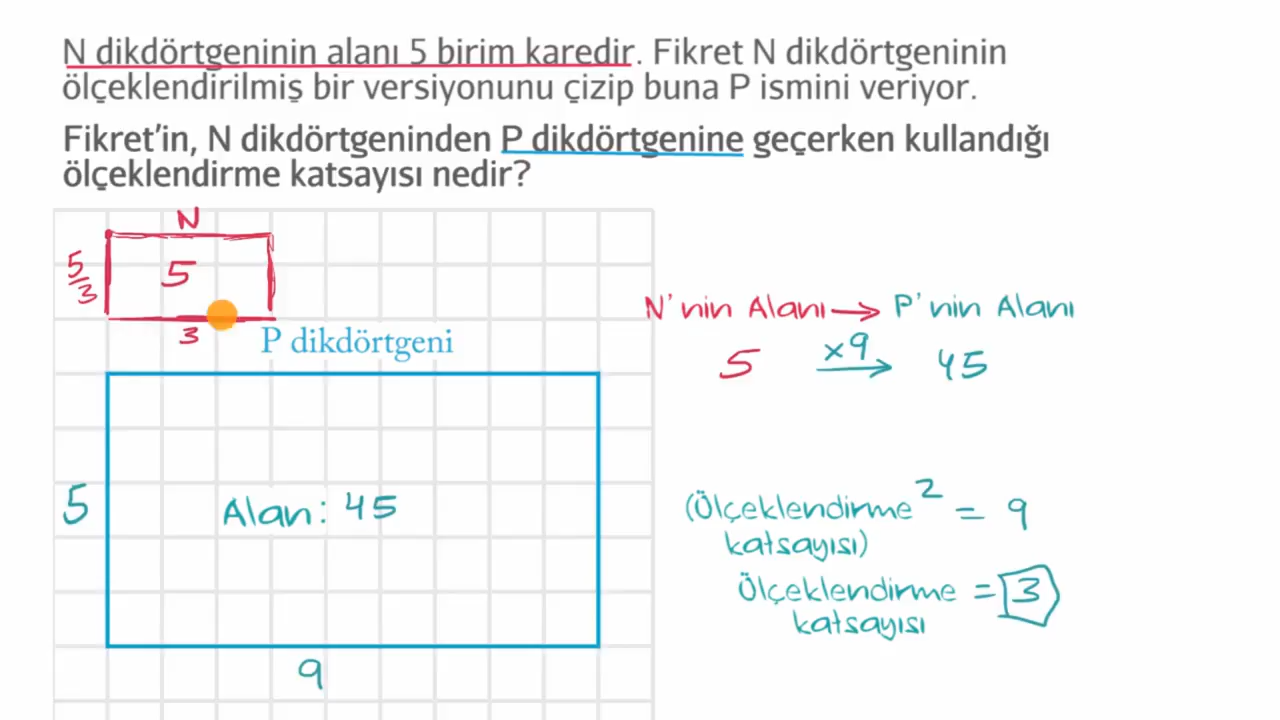 N dikdörtgeninin alanı 5 birim karedir. Fikret N dikdörtgeninin
ölçeklendirilmiş bir versiyonunu çizip buna P ismini veriyor.
Fikret'in, N dikdörtgeninden P dikdörtgenine geçerken kullandığı
ölçeklendirme katsayısı nedir?
N
5/3
5
3
P dikdörtgeni
5
Alan: 45
9
N'nin Alanı → P'nin Alanı
5 ×9 → 45
(Ölçeklendirme² = 9
katsayısı)
Ölçeklendirme = 3
katsayısı